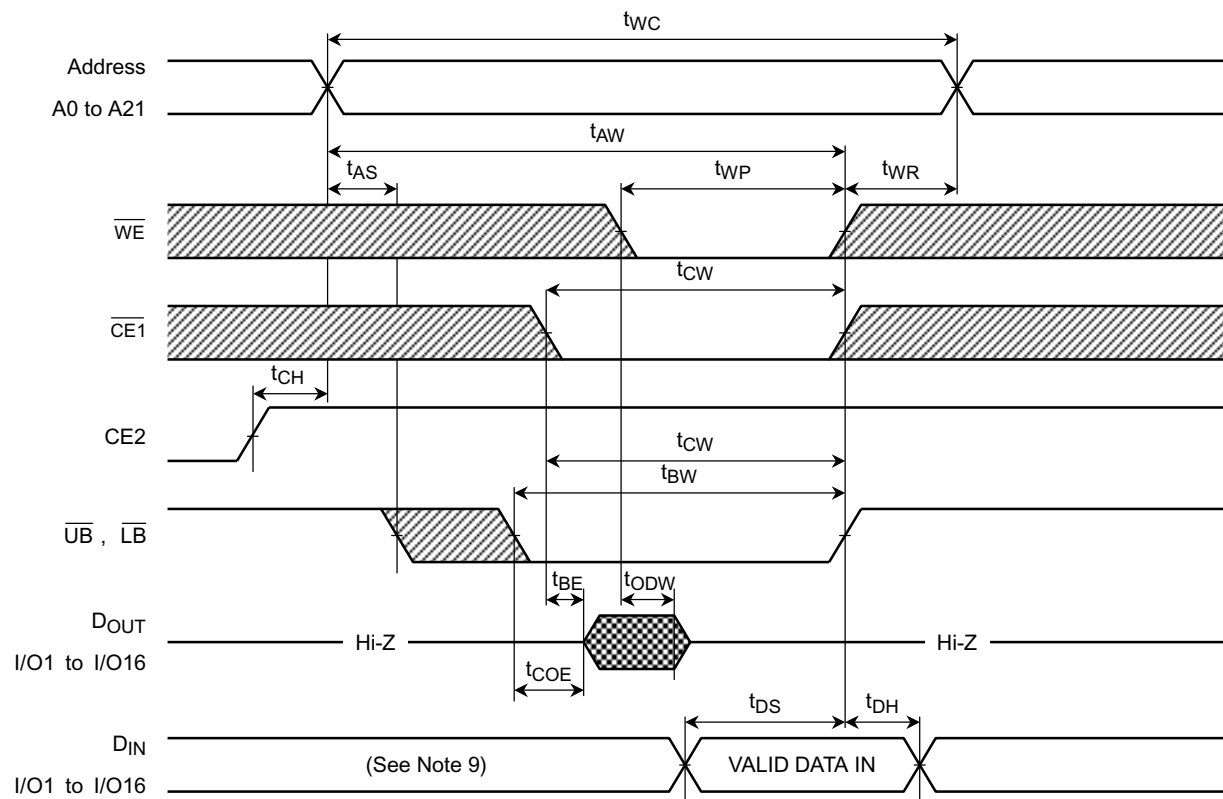 tWC
Address
A0 to A21
tAW
tAS
tWP
tWR
WE
tCW
CE1
tCH
CE2
tCW
tBW
UB , LB
tBE
tODW
DOUT
I/O1 to I/O16
Hi-Z
Hi-Z
tCOE
tDS
tDH
DIN
I/O1 to I/O16
(See Note 9)
VALID DATA IN